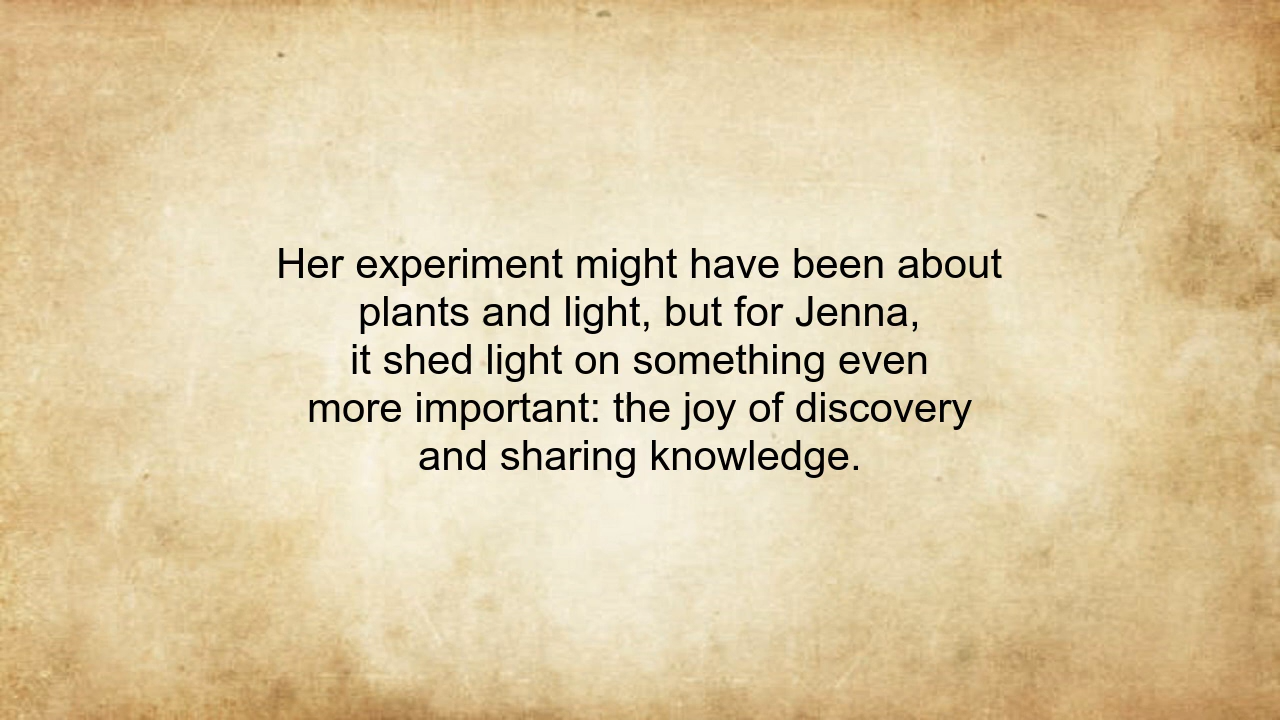 Her experiment might have been about
plants and light, but for Jenna,
it shed light on something even
more important: the joy of discovery
and sharing knowledge.